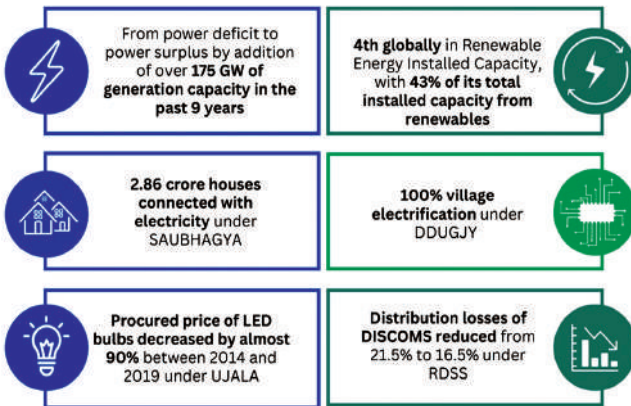 From power deficit to
power surplus by addition
of over 175 GW of
generation capacity in the
past 9 years
4th globally in Renewable
Energy Installed Capacity,
with 43% of its total
installed capacity from
renewables
2.86 crore houses
connected with
electricity under
SAUBHAGYA
100% village
electrification under
DDUGJY
Procured price of LED
bulbs decreased by almost
90% between 2014 and
2019 under UJALA
Distribution losses of
DISCOMS reduced from
21.5% to 16.5% under
RDSS